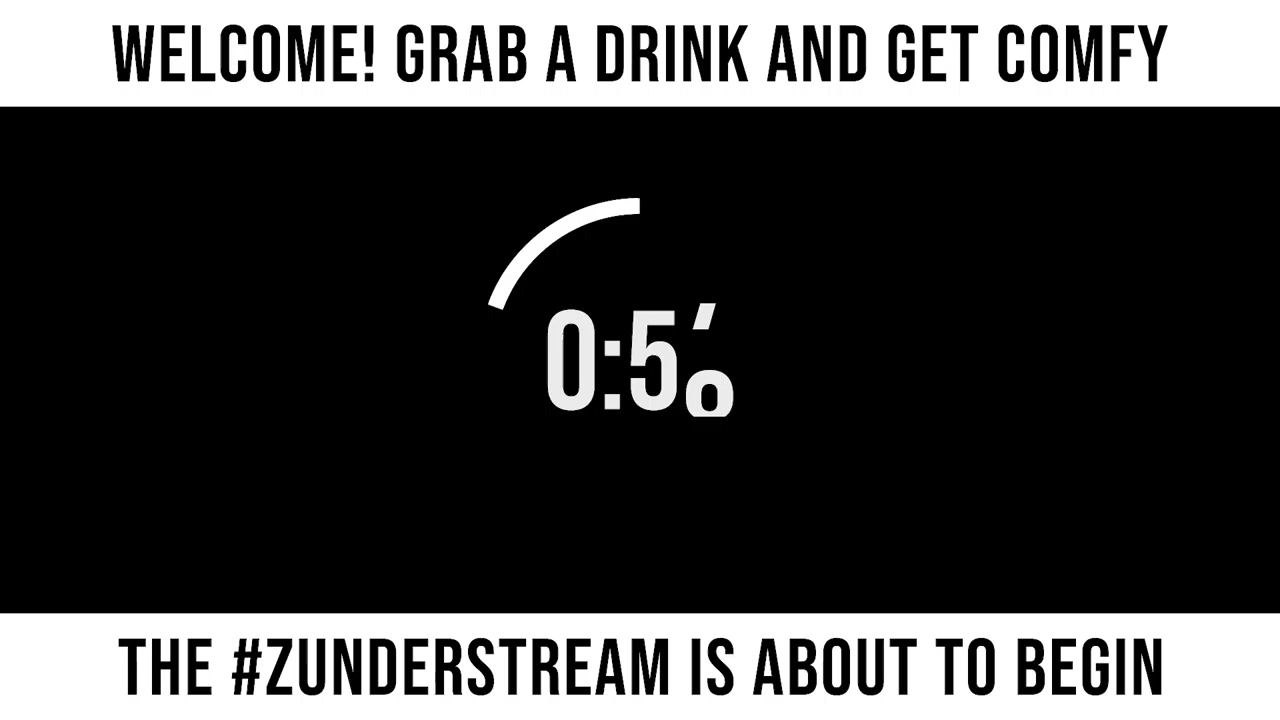 WELCOME! GRAB A DRINK AND GET COMFY
0:5
THE #ZUNDERSTREAM IS ABOUT TO BEGIN